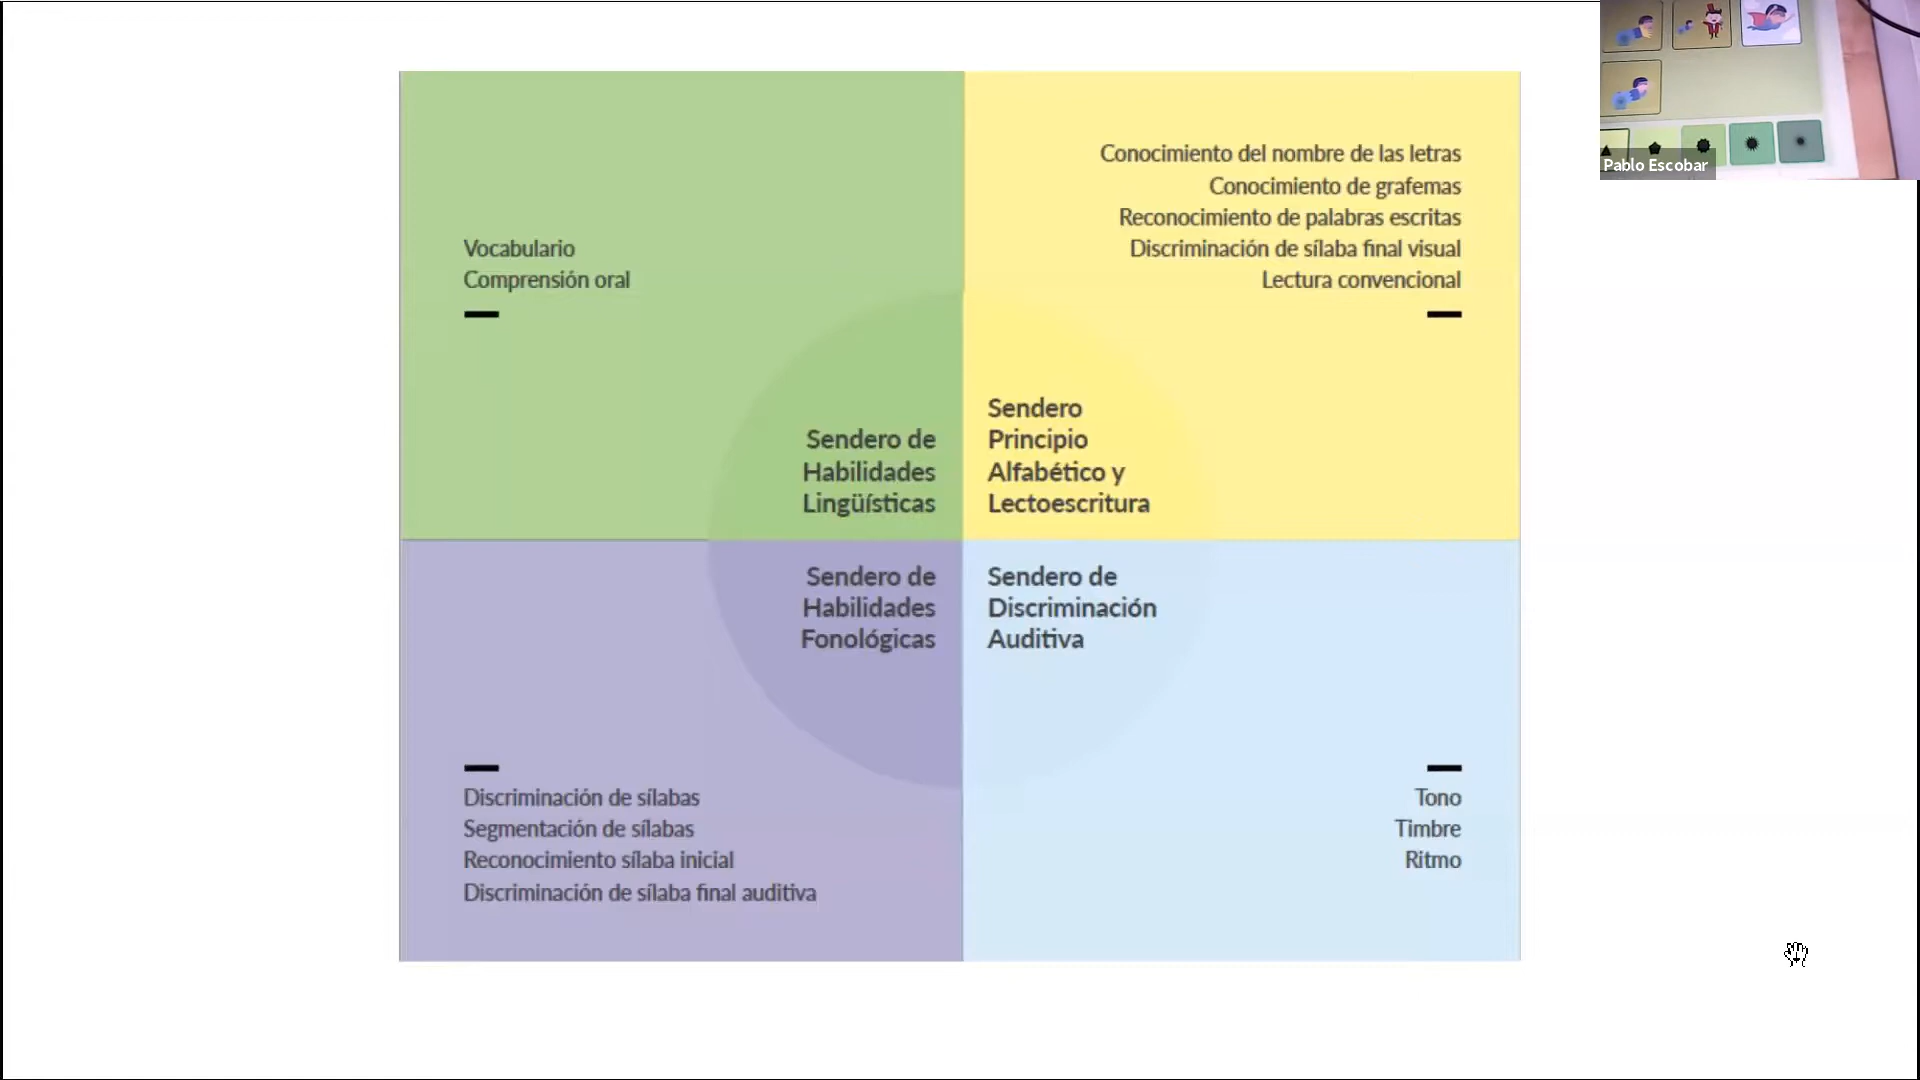 Vocabulario
Comprensión oral
Sendero de
Habilidades
Lingüísticas
Conocimiento del nombre de las letras
Conocimiento de grafemas
Reconocimiento de palabras escritas
Discriminación de sílaba final visual
Lectura convencional
Sendero
Principio
Alfabético y
Lectoescritura
Sendero de
Habilidades
Fonológicas
Discriminación de sílabas
Segmentación de sílabas
Reconocimiento sílaba inicial
Discriminación de sílaba final auditiva
Sendero de
Discriminación
Auditiva
Tono
Timbre
Ritmo
Pablo Escobar